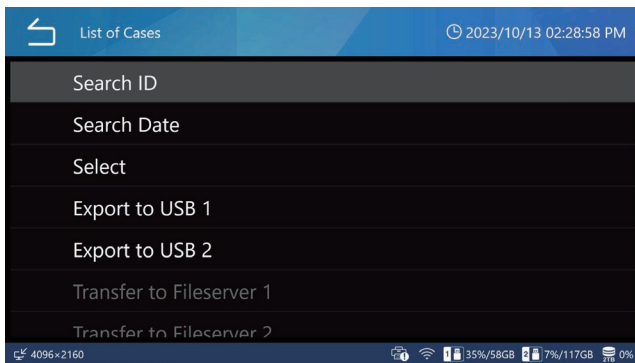 List of Cases
2023/10/13 02:28:58 PM
Search ID
Search Date
Select
Export to USB 1
Export to USB 2
Transfer to Fileserver 1
Transfer to Fileserver 2
4096×2160 1 35%/58GB 2 7%/117GB 2TB 0%